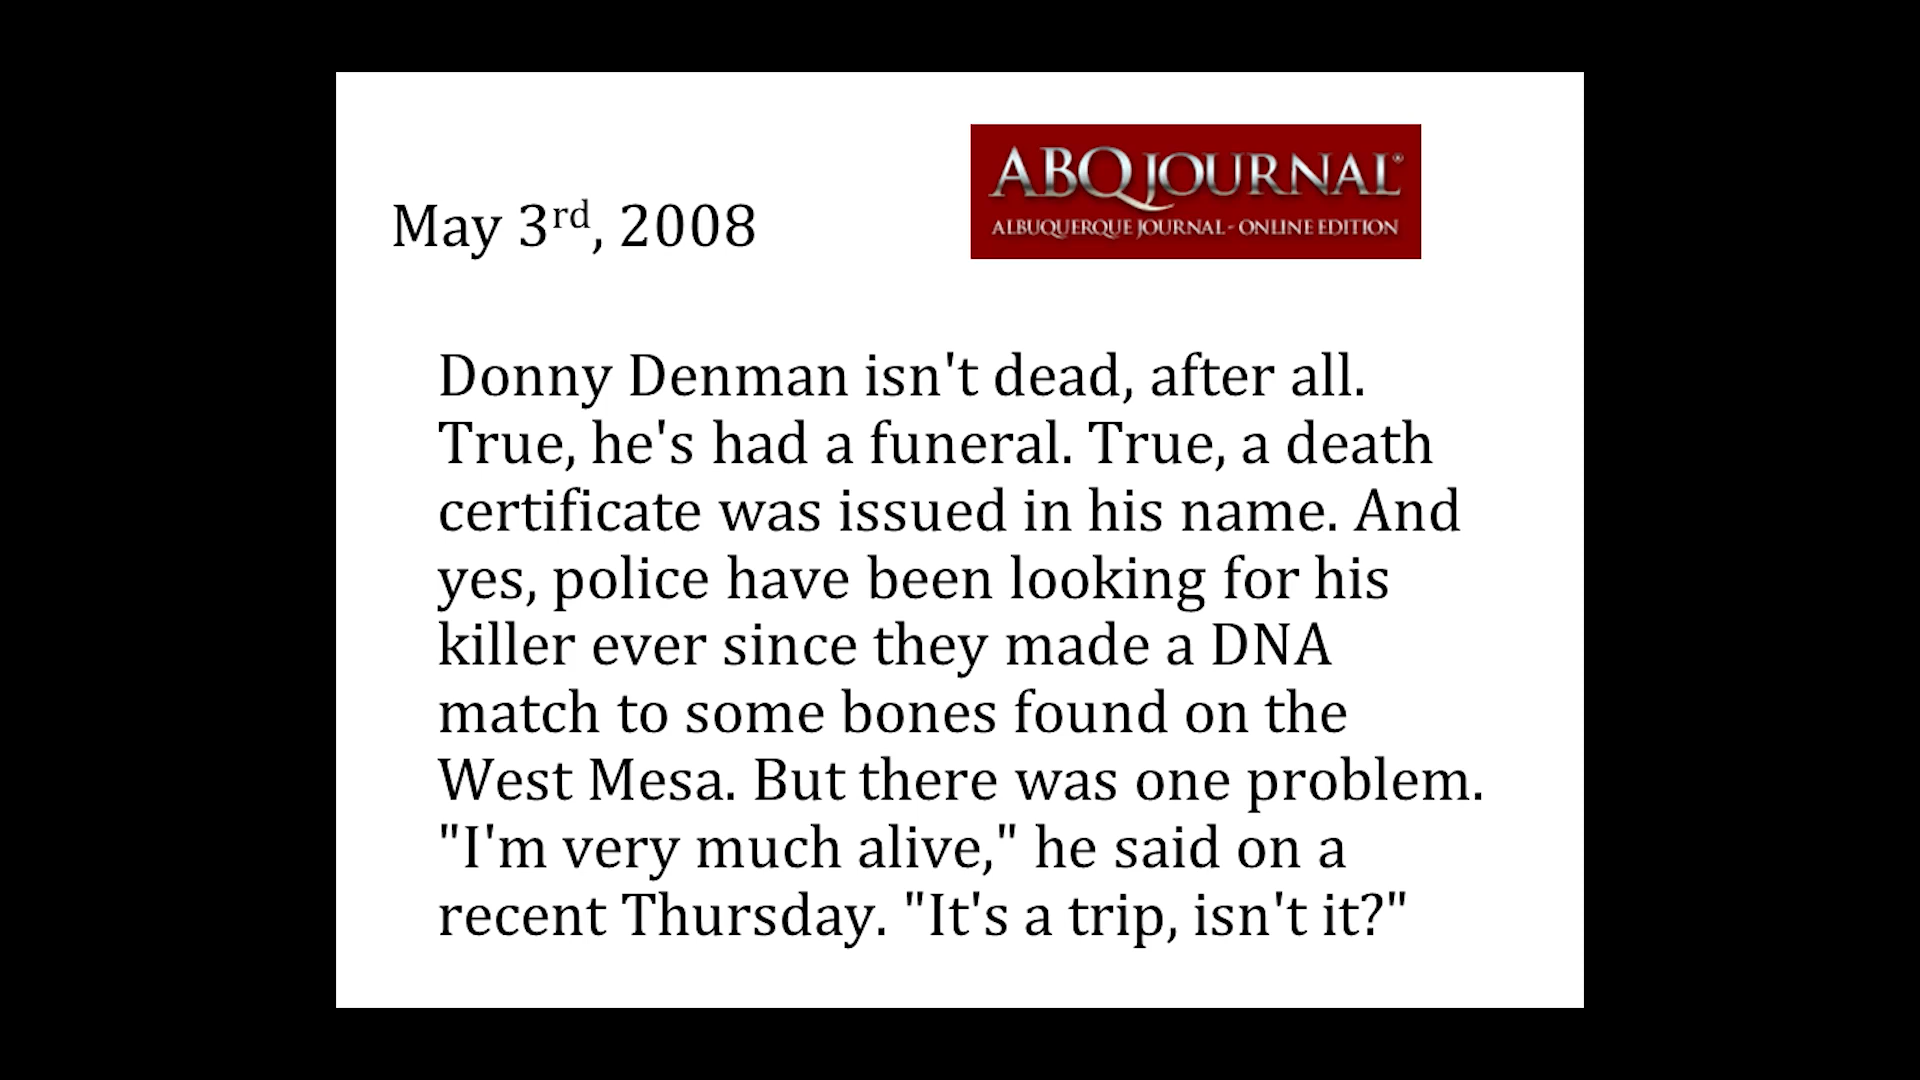 May 3rd, 2008
ABQJOURNAL®
ALBUQUERQUE JOURNAL - ONLINE EDITION
Donny Denman isn't dead, after all.
True, he's had a funeral. True, a death
certificate was issued in his name. And
yes, police have been looking for his
killer ever since they made a DNA
match to some bones found on the
West Mesa. But there was one problem.
"I'm very much alive," he said on a
recent Thursday. "It's a trip, isn't it?"